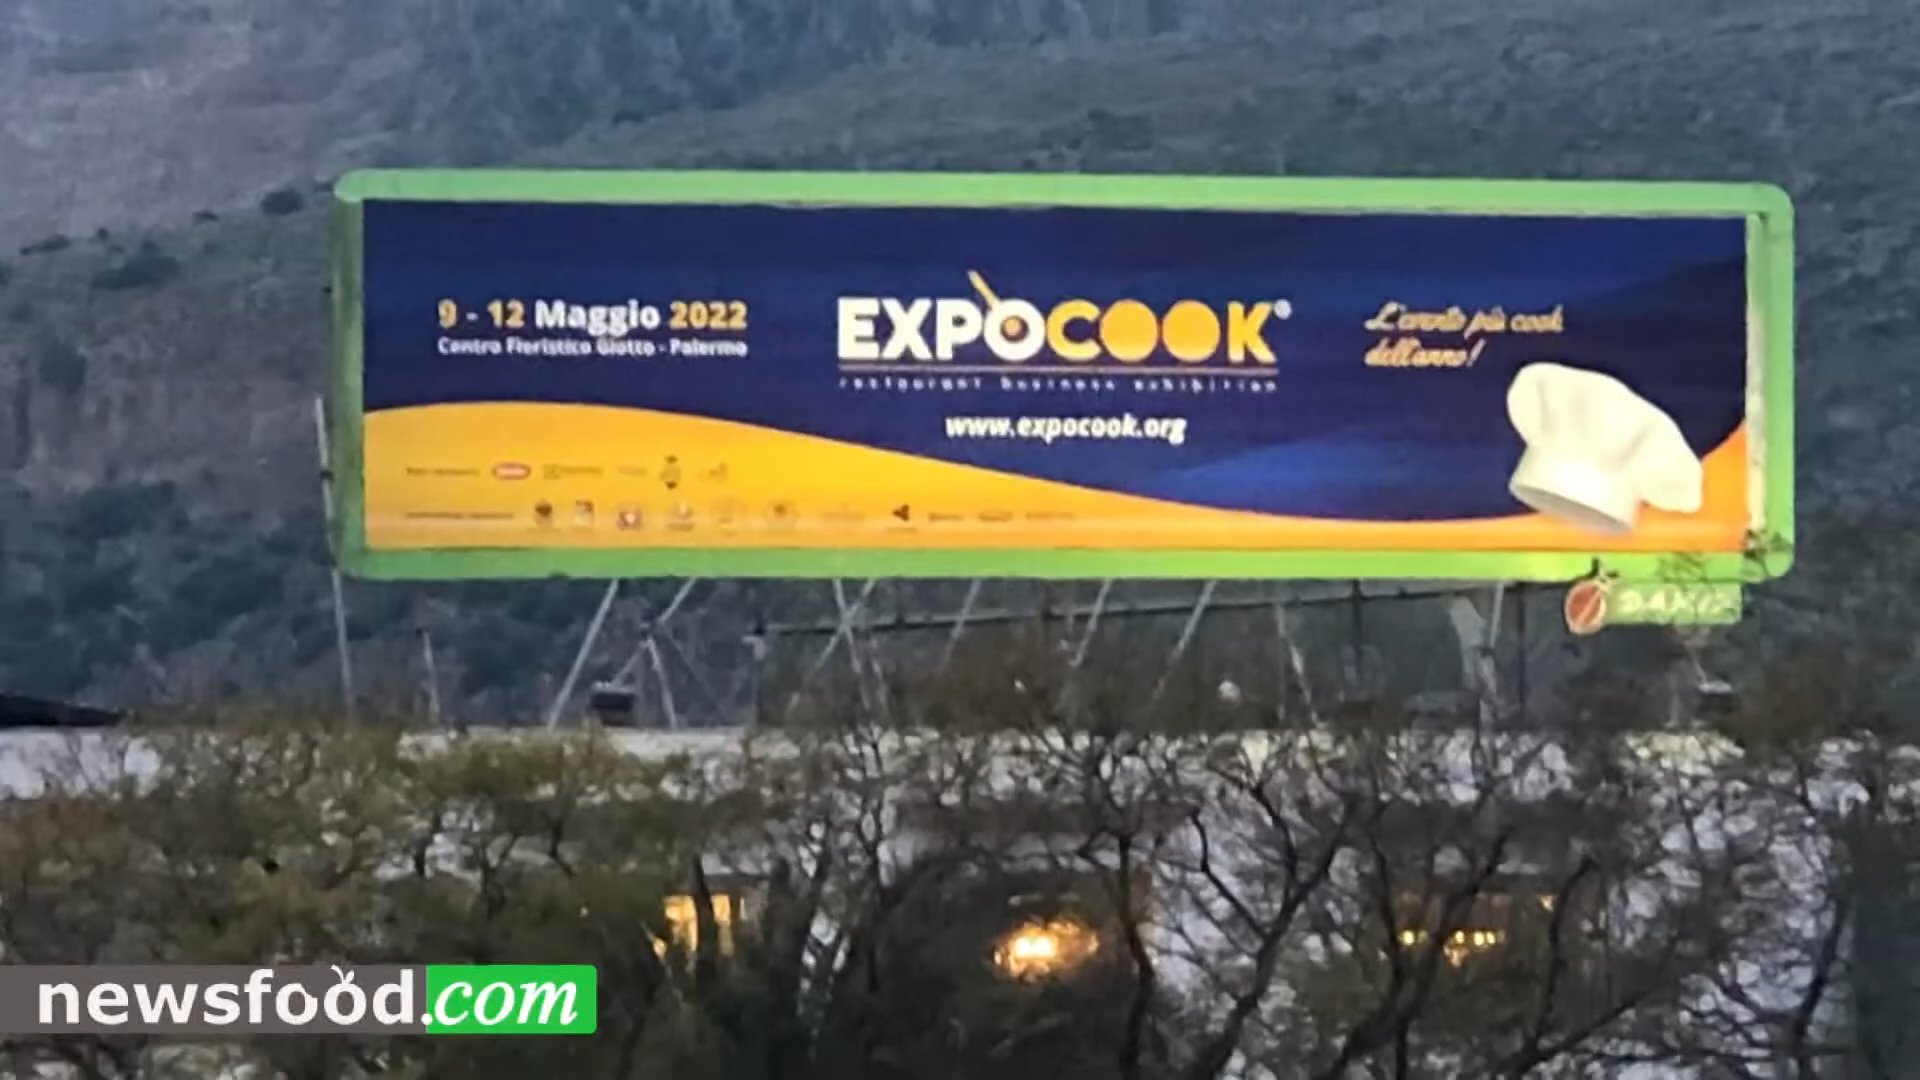 9 - 12 Maggio 2022
Centro Fieristico Giotto - Palermo
EXPOCOOK®
restaurant business exhibition
www.expocook.org
L'evento più cook
dell'anno!
newsfood.com